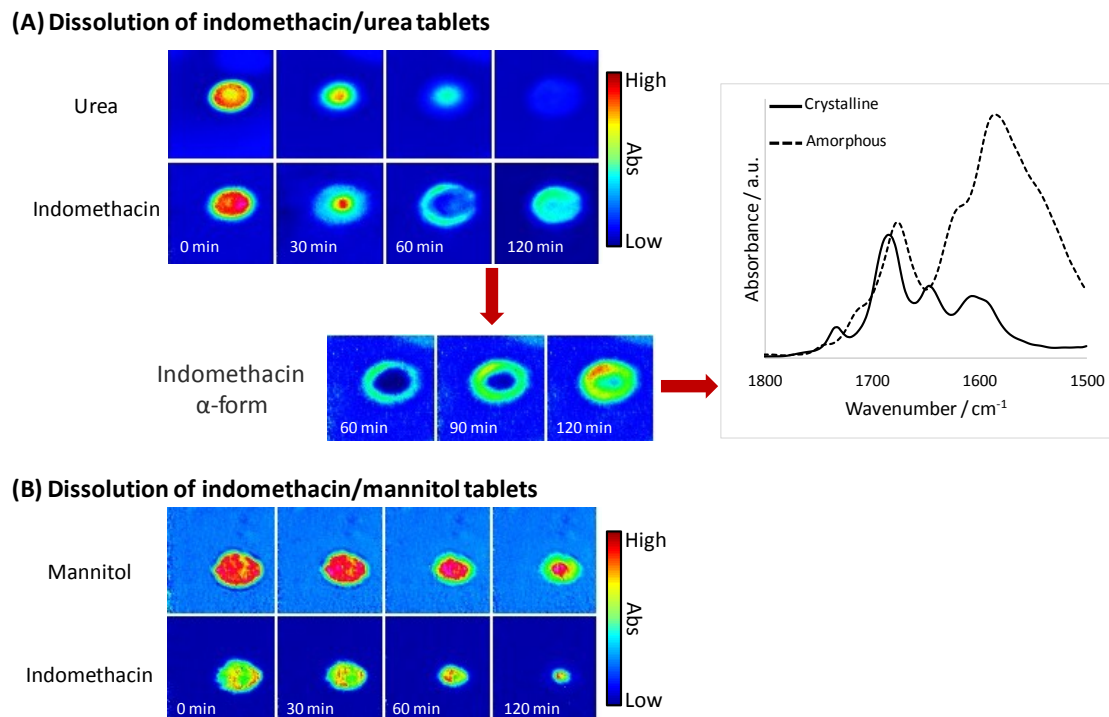 (A) Dissolution of indomethacin/urea tablets
Urea
High
Abs
Low
Indomethacin
0 min
30 min
60 min
120 min
Crystalline
Amorphous
Absorbance / a.u.
1800
1700
1600
1500
Wavenumber / cm⁻¹
Indomethacin
α-form
60 min
90 min
120 min
(B) Dissolution of indomethacin/mannitol tablets
Mannitol
High
Abs
Low
Indomethacin
0 min
30 min
60 min
120 min